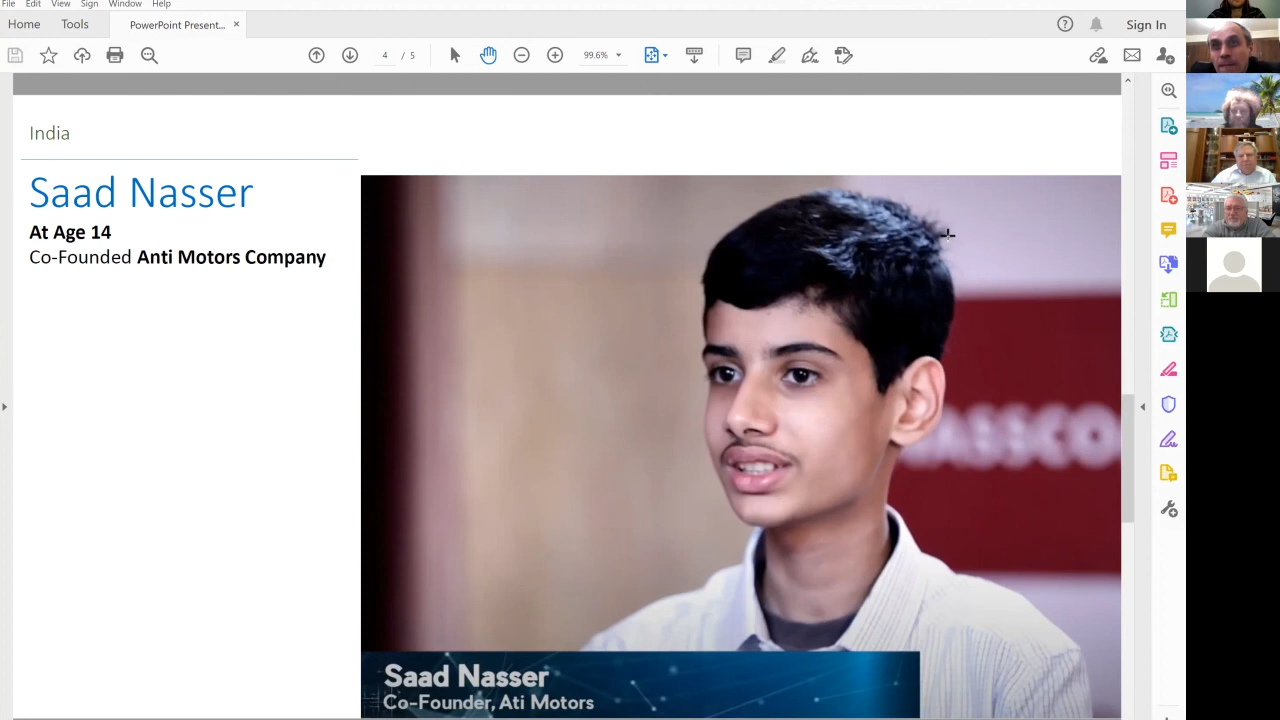 File Edit View Sign Window Help
Home Tools PowerPoint Present... × Sign In
4 / 5 99.6%
India
Saad Nasser
At Age 14
Co-Founded Anti Motors Company
ASSCO
Saad Nasser
Co-Founder, Ati Motors